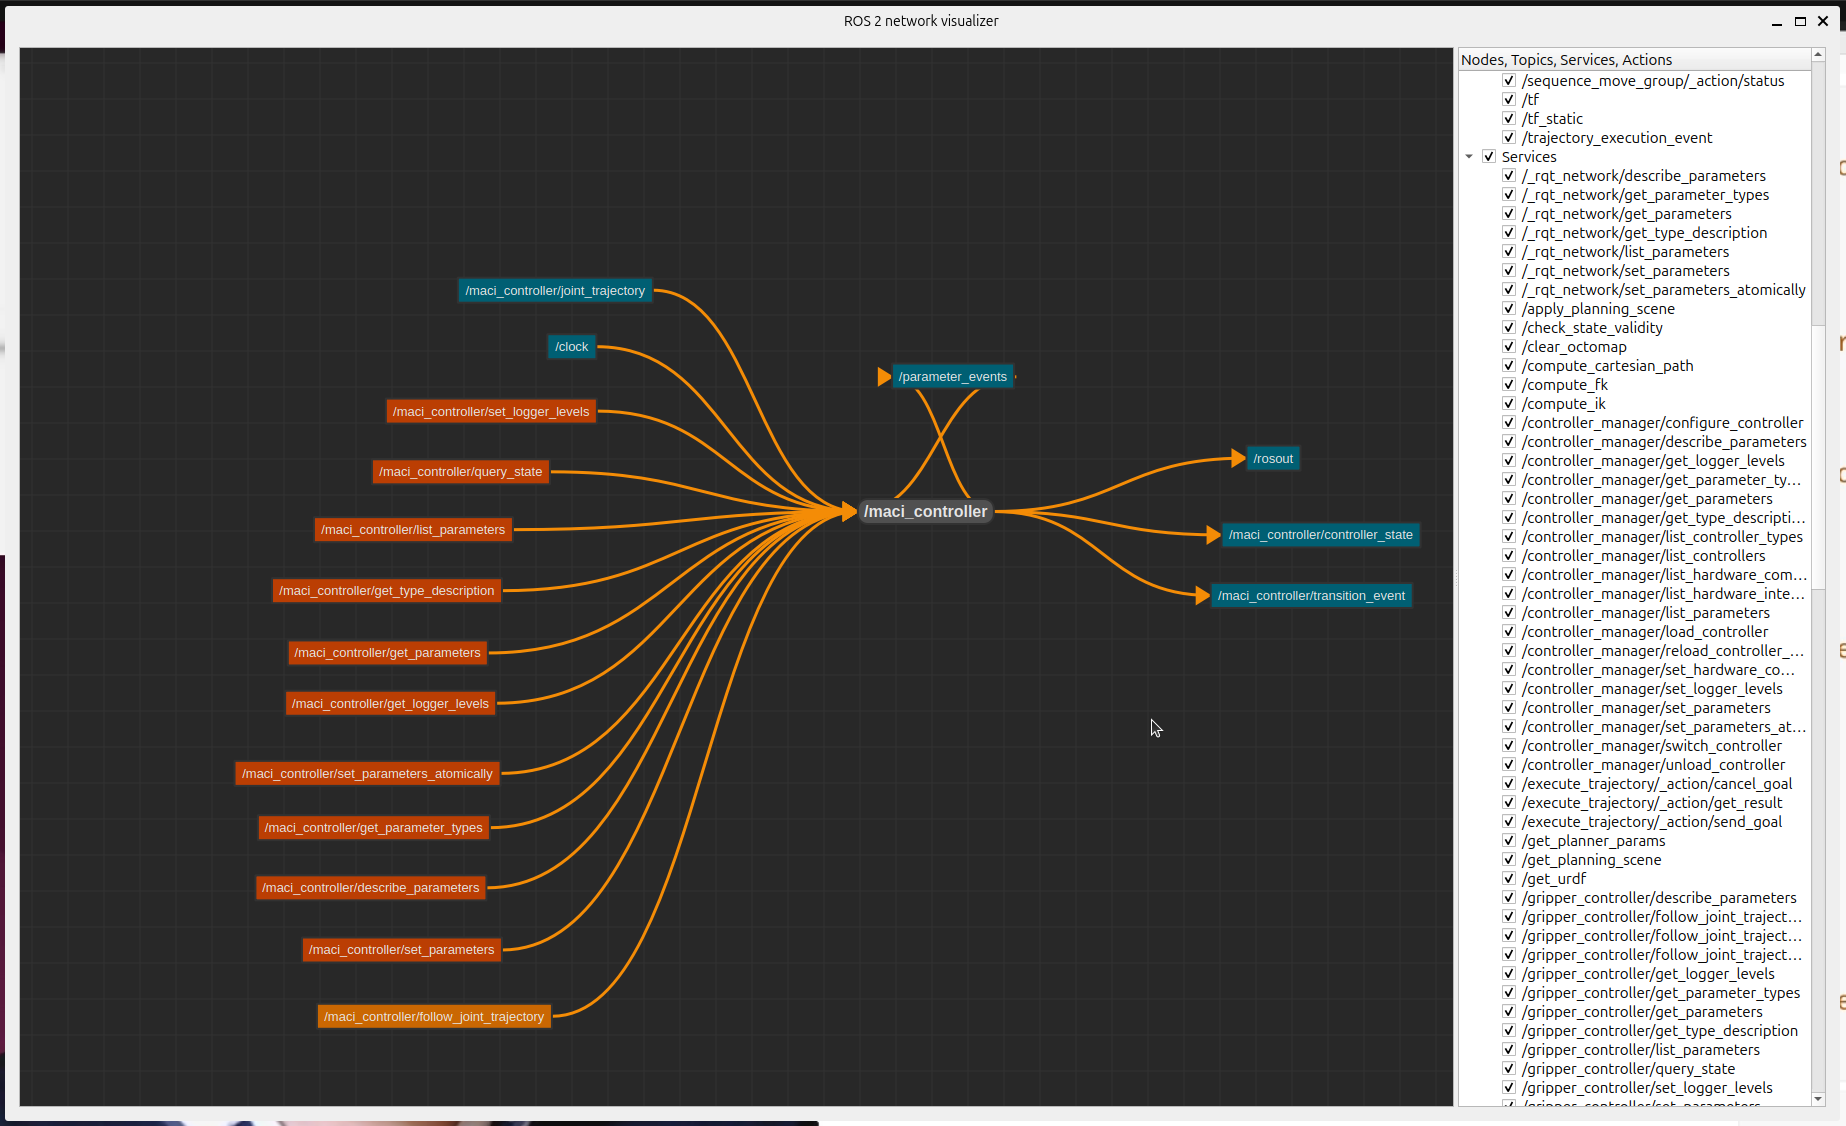 ROS 2 network visualizer
/maci_controller/joint_trajectory
/clock
/parameter_events
/maci_controller/set_logger_levels
/rosout
/maci_controller/query_state
/maci_controller
/maci_controller/list_parameters
/maci_controller/controller_state
/maci_controller/get_type_description
/maci_controller/transition_event
/maci_controller/get_parameters
/maci_controller/get_logger_levels
/maci_controller/set_parameters_atomically
/maci_controller/get_parameter_types
/maci_controller/describe_parameters
/maci_controller/set_parameters
/maci_controller/follow_joint_trajectory
Nodes, Topics, Services, Actions
/sequence_move_group/_action/status
/tf
/tf_static
/trajectory_execution_event
Services
/_rqt_network/describe_parameters
/_rqt_network/get_parameter_types
/_rqt_network/get_parameters
/_rqt_network/get_type_description
/_rqt_network/list_parameters
/_rqt_network/set_parameters
/_rqt_network/set_parameters_atomically
/apply_planning_scene
/check_state_validity
/clear_octomap
/compute_cartesian_path
/compute_fk
/compute_ik
/controller_manager/configure_controller
/controller_manager/describe_parameters
/controller_manager/get_logger_levels
/controller_manager/get_parameter_ty...
/controller_manager/get_parameters
/controller_manager/get_type_descripti...
/controller_manager/list_controller_types
/controller_manager/list_controllers
/controller_manager/list_hardware_com...
/controller_manager/list_hardware_inte...
/controller_manager/list_parameters
/controller_manager/load_controller
/controller_manager/reload_controller_...
/controller_manager/set_hardware_co...
/controller_manager/set_logger_levels
/controller_manager/set_parameters
/controller_manager/set_parameters_at...
/controller_manager/switch_controller
/controller_manager/unload_controller
/execute_trajectory/_action/cancel_goal
/execute_trajectory/_action/get_result
/execute_trajectory/_action/send_goal
/get_planner_params
/get_planning_scene
/get_urdf
/gripper_controller/describe_parameters
/gripper_controller/follow_joint_traject...
/gripper_controller/follow_joint_traject...
/gripper_controller/follow_joint_traject...
/gripper_controller/get_logger_levels
/gripper_controller/get_parameter_types
/gripper_controller/get_parameters
/gripper_controller/get_type_description
/gripper_controller/list_parameters
/gripper_controller/query_state
/gripper_controller/set_logger_levels